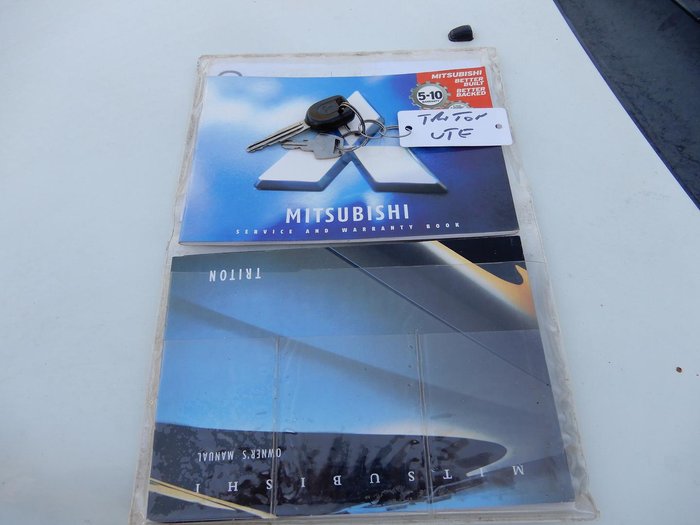 MITSUBISHI
BETTER
BUILT
BETTER
BACKED
5-10
TRITON
UTE
MITSUBISHI
SERVICE AND WARRANTY BOOK
TRITON
OWNER'S MANUAL
MITSUBISHI